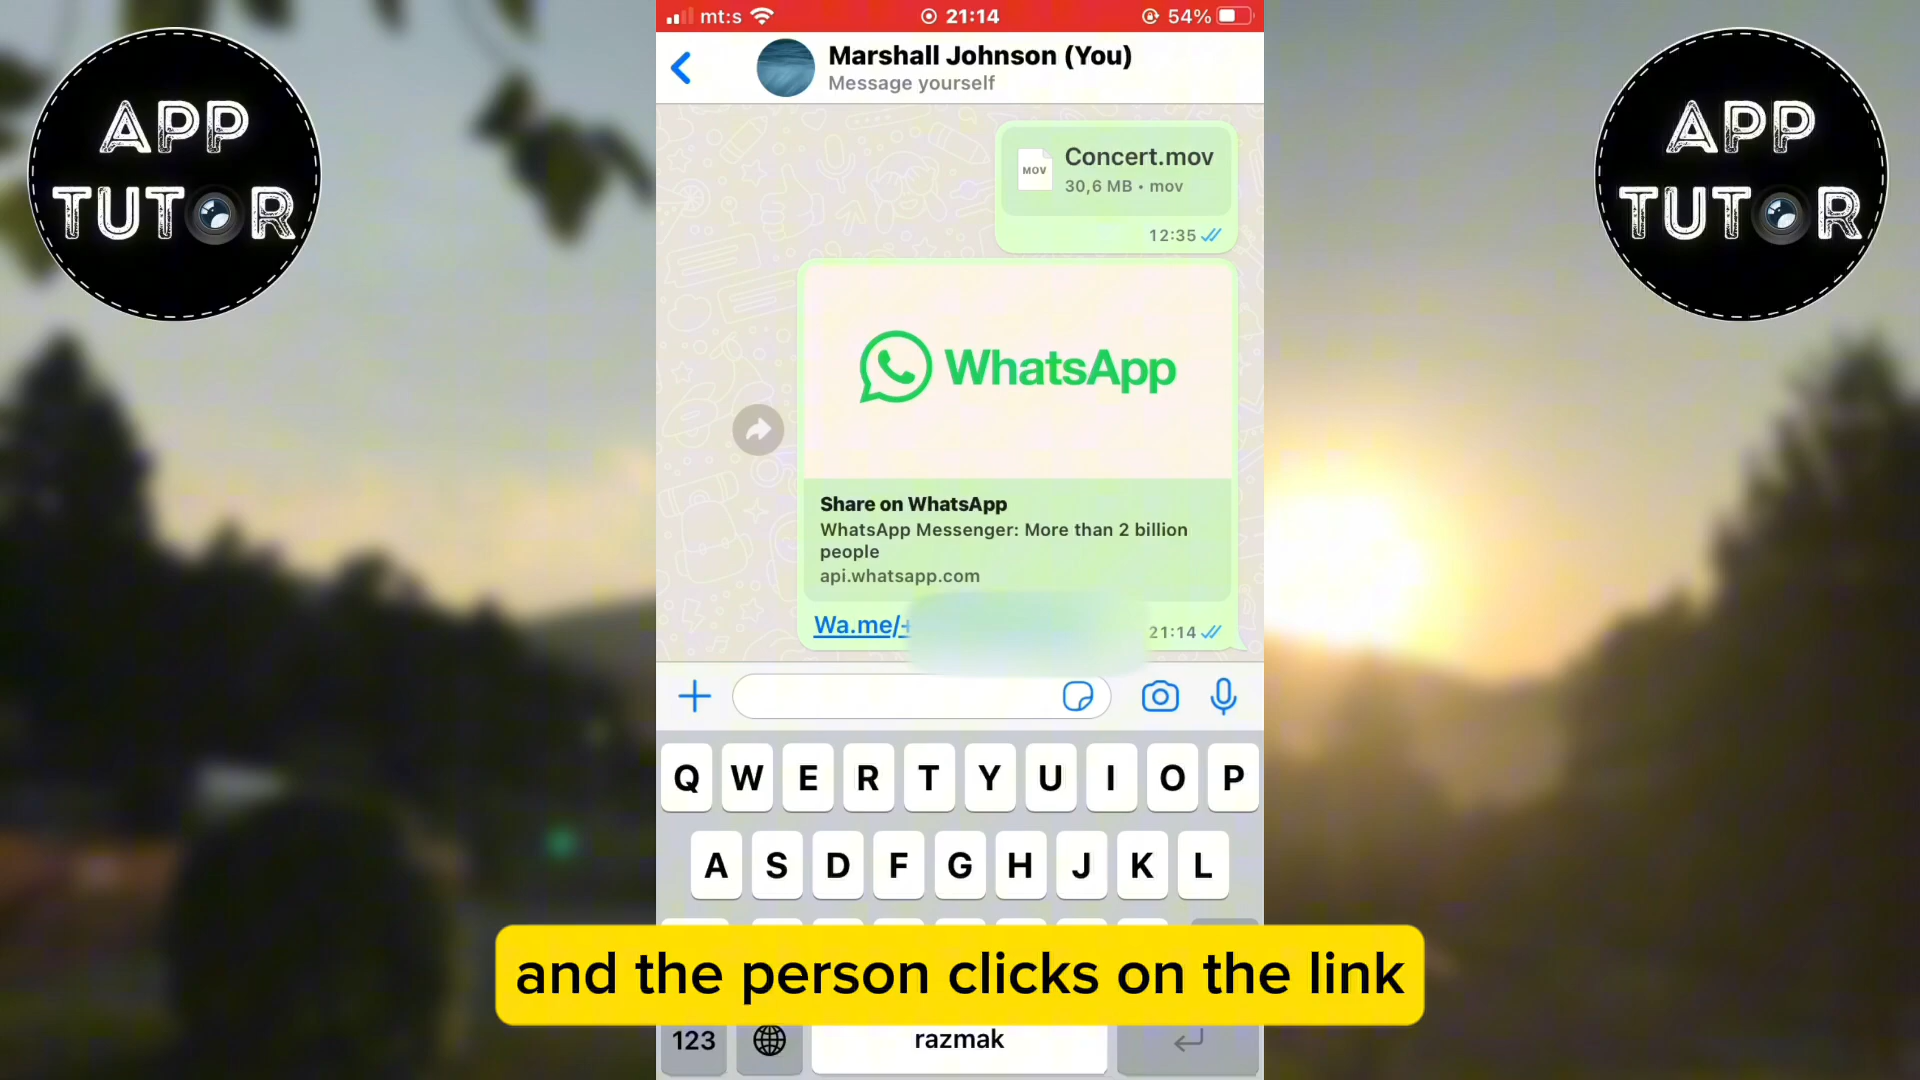 APP
TUTOR
APP
TUTOR
mt:s 21:14 54%
Marshall Johnson (You)
Message yourself
MOV
Concert.mov
30,6 MB • mov
12:35
WhatsApp
Share on WhatsApp
WhatsApp Messenger: More than 2 billion
people
api.whatsapp.com
Wa.me/+
21:14
Q W E R T Y U I O P
A S D F G H J K L
and the person clicks on the link
123 razmak